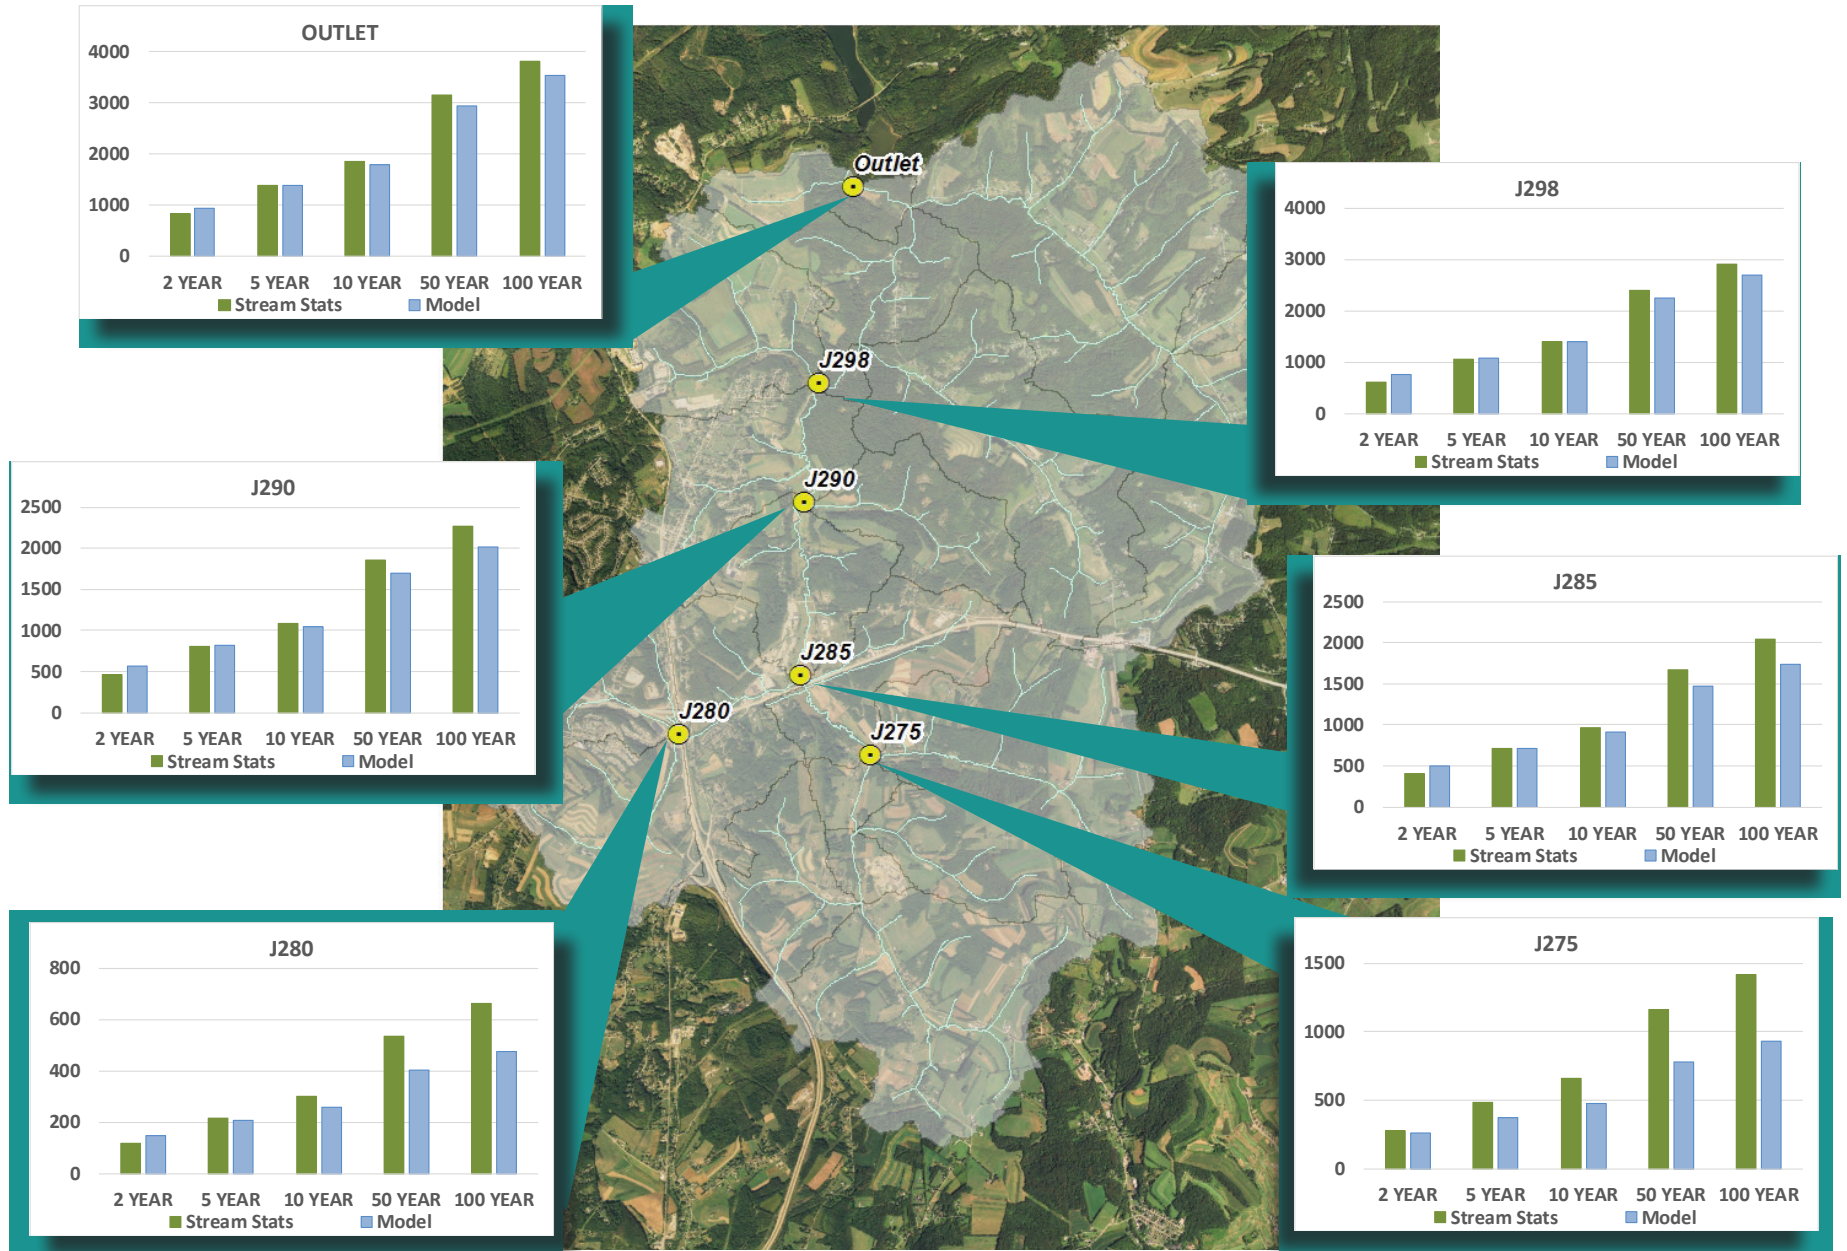 OUTLET
4000
3000
2000
1000
0
2 YEAR 5 YEAR 10 YEAR 50 YEAR 100 YEAR
Stream Stats Model
Outlet
J298
4000
3000
2000
1000
0
2 YEAR 5 YEAR 10 YEAR 50 YEAR 100 YEAR
Stream Stats Model
J298
J290
2500
2000
1500
1000
500
0
2 YEAR 5 YEAR 10 YEAR 50 YEAR 100 YEAR
Stream Stats Model
J290
J285
2500
2000
1500
1000
500
0
2 YEAR 5 YEAR 10 YEAR 50 YEAR 100 YEAR
Stream Stats Model
J285
J280
J275
J280
800
600
400
200
0
2 YEAR 5 YEAR 10 YEAR 50 YEAR 100 YEAR
Stream Stats Model
J275
1500
1000
500
0
2 YEAR 5 YEAR 10 YEAR 50 YEAR 100 YEAR
Stream Stats Model